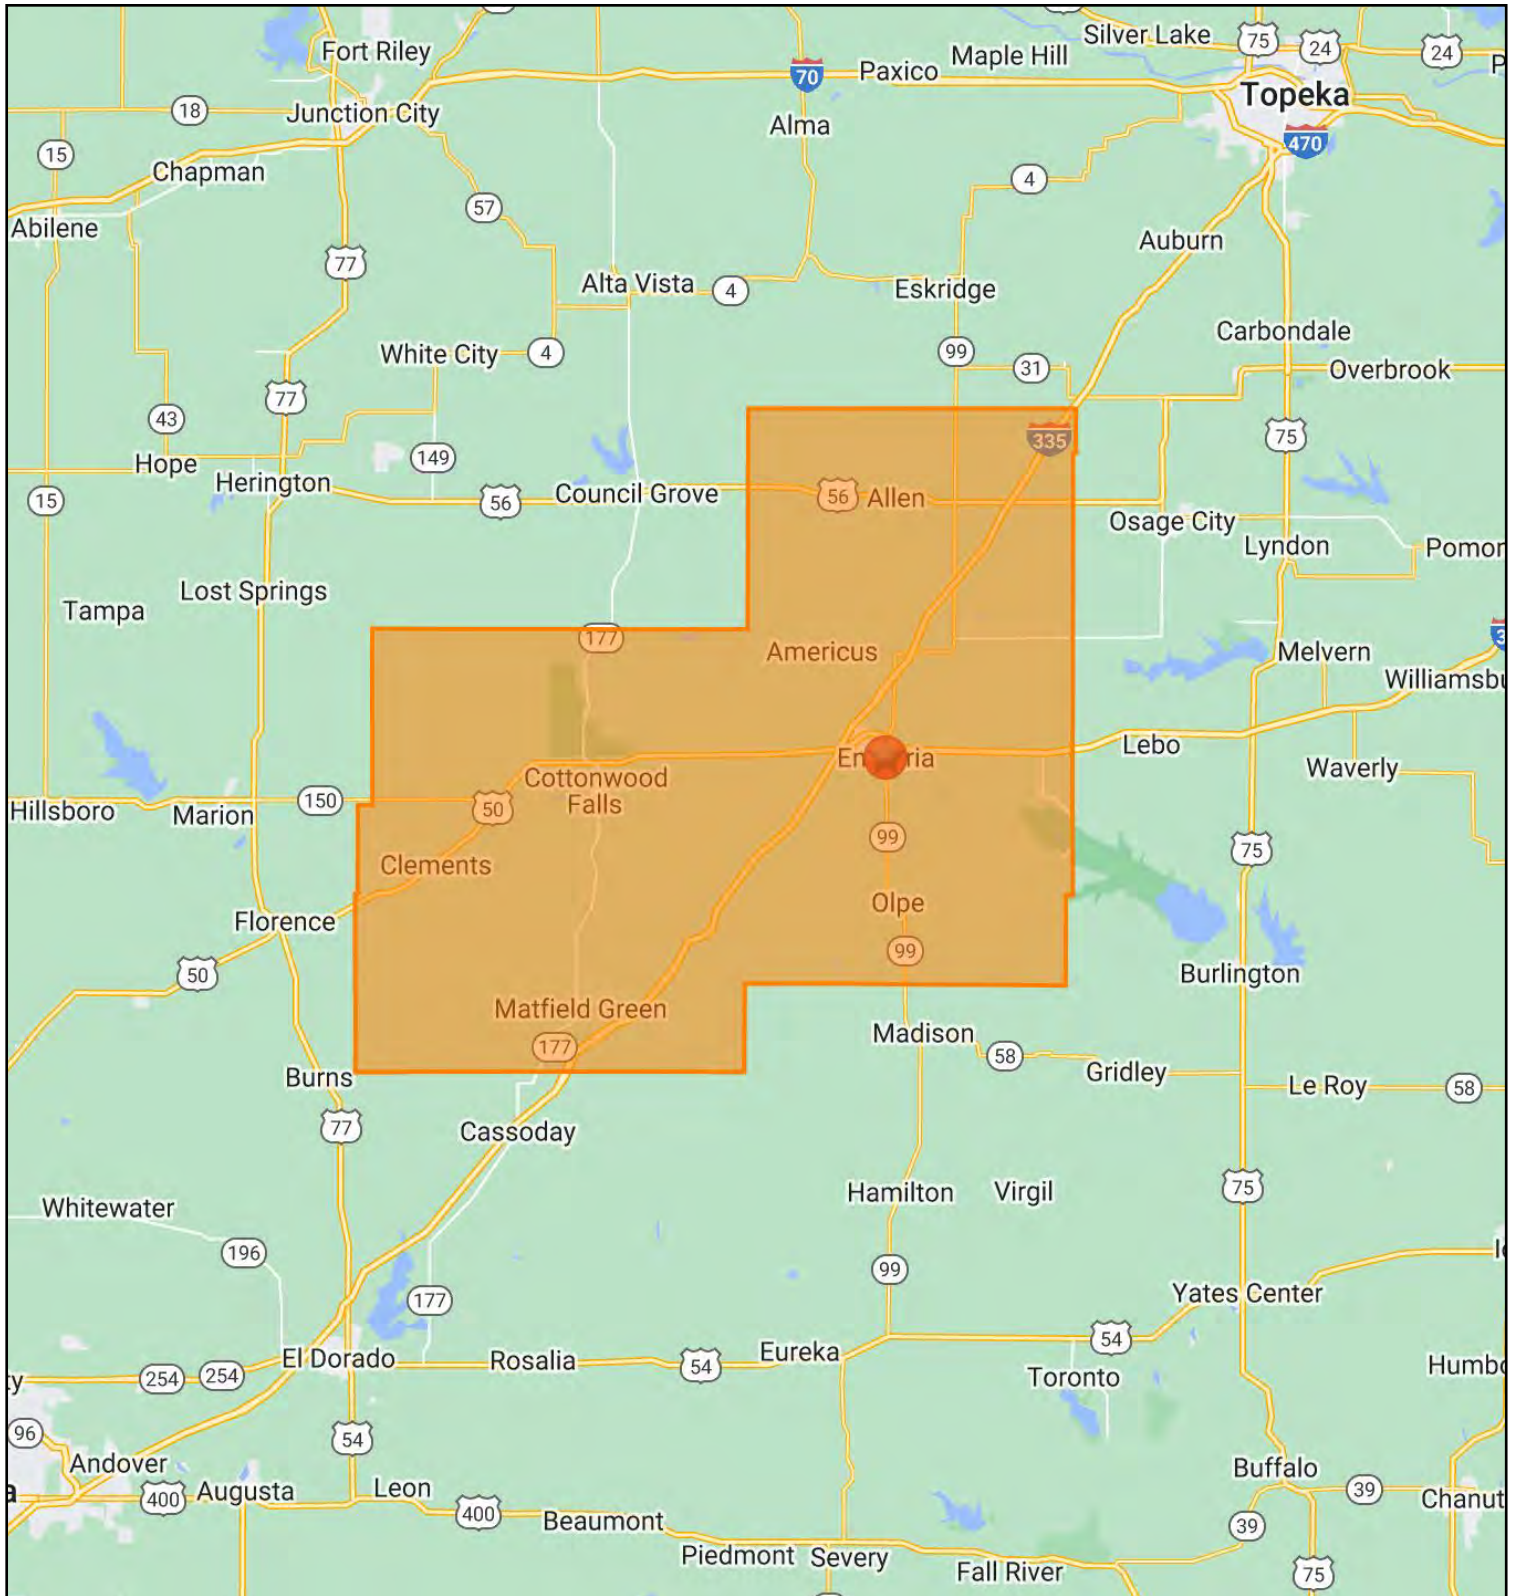 Silver Lake
75
24
24
Fort Riley
Maple Hill
70
Paxico
P
Topeka
18
Junction City
Alma
470
15
Chapman
4
57
Abilene
Auburn
77
Alta Vista
4
Eskridge
Carbondale
White City
4
99
31
Overbrook
77
43
335
75
149
Hope
Herington
15
56
Council Grove
56
Allen
Osage City
Lyndon
Pomor
Lost Springs
Tampa
177
Americus
3
Melvern
Williamsbu
Lebo
Em
ria
Waverly
Cottonwood
Falls
Hillsboro
Marion
150
50
99
75
Clements
Florence
Olpe
99
50
Burlington
Matfield Green
177
Madison
58
Burns
Gridley
Le Roy
58
77
Cassoday
Whitewater
Hamilton
Virgil
75
196
99
177
Yates Center
El Dorado
Rosalia
54
Eureka
54
ty
254
254
Toronto
Humbo
96
54
Andover
Buffalo
a
400
Augusta
Leon
400
39
Chanut
Beaumont
39
Piedmont
Severy
Fall River
75